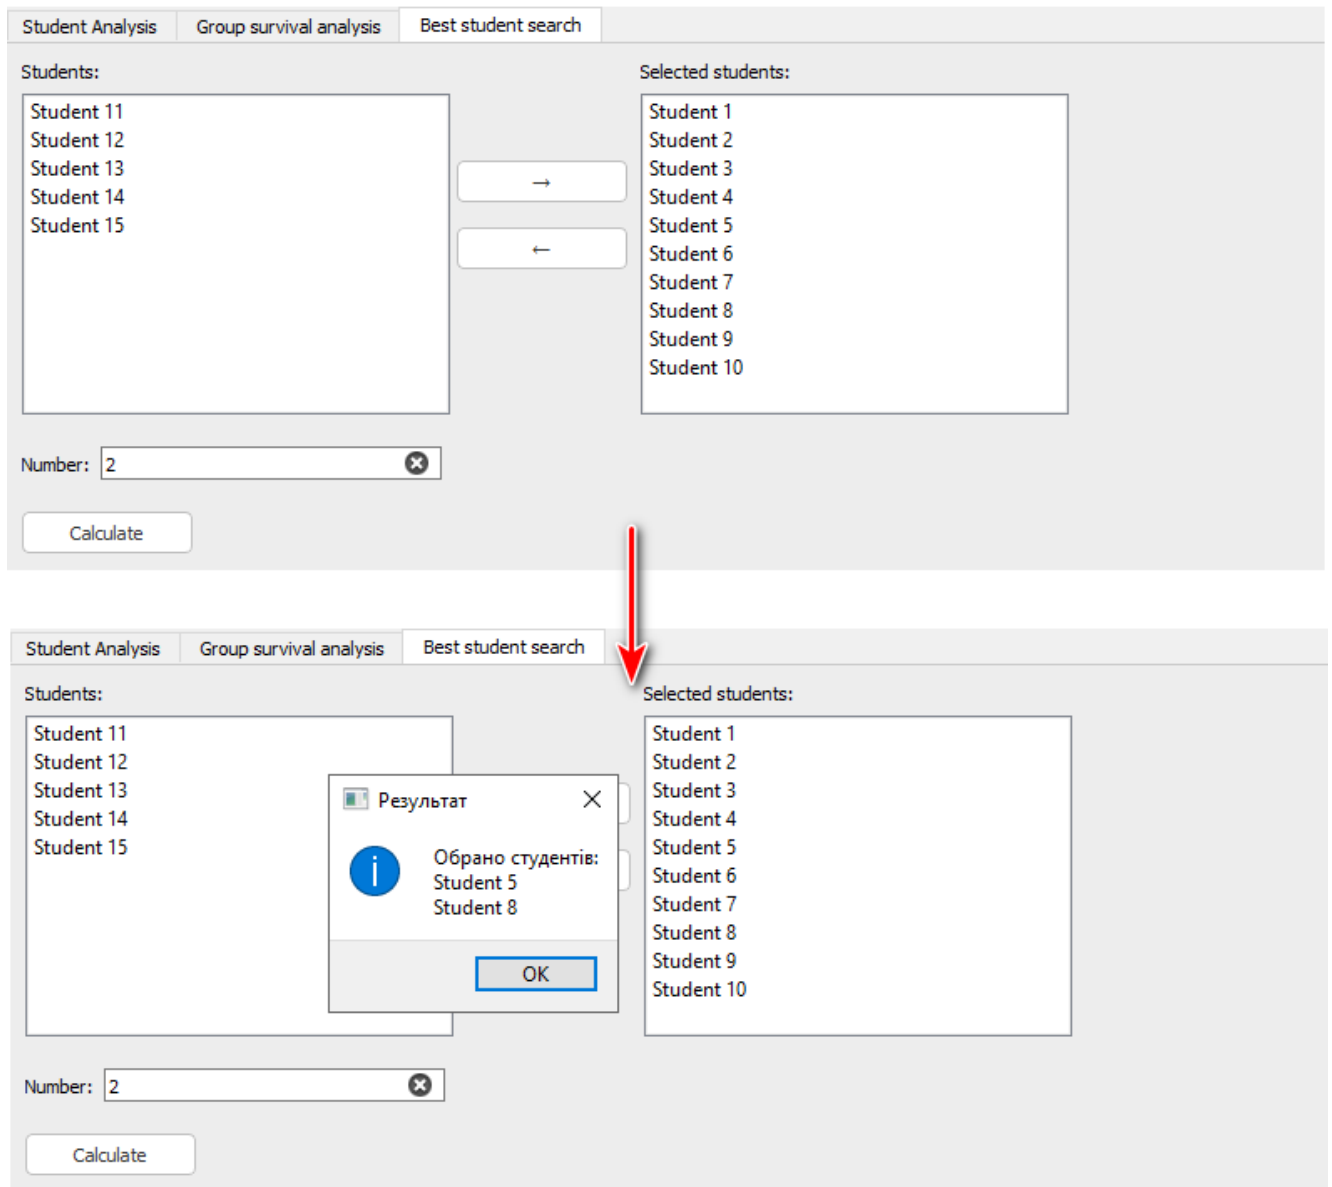 Student Analysis
Group survival analysis
Best student search
Students:
Student 11
Student 12
Student 13
Student 14
Student 15
→
←
Selected students:
Student 1
Student 2
Student 3
Student 4
Student 5
Student 6
Student 7
Student 8
Student 9
Student 10
Number: 2
Calculate
Student Analysis
Group survival analysis
Best student search
Students:
Student 11
Student 12
Student 13
Student 14
Student 15
Результат
Обрано студентів:
Student 5
Student 8
OK
Selected students:
Student 1
Student 2
Student 3
Student 4
Student 5
Student 6
Student 7
Student 8
Student 9
Student 10
Number: 2
Calculate